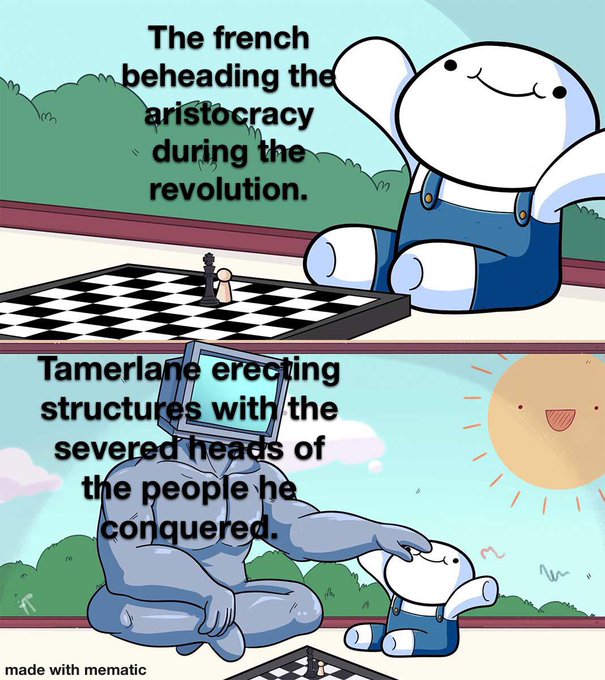 The french
beheading the
aristocracy
during the
revolution.
Tamerlane erecting
structures with the
severed heads of
the people he
conquered.
made with mematic